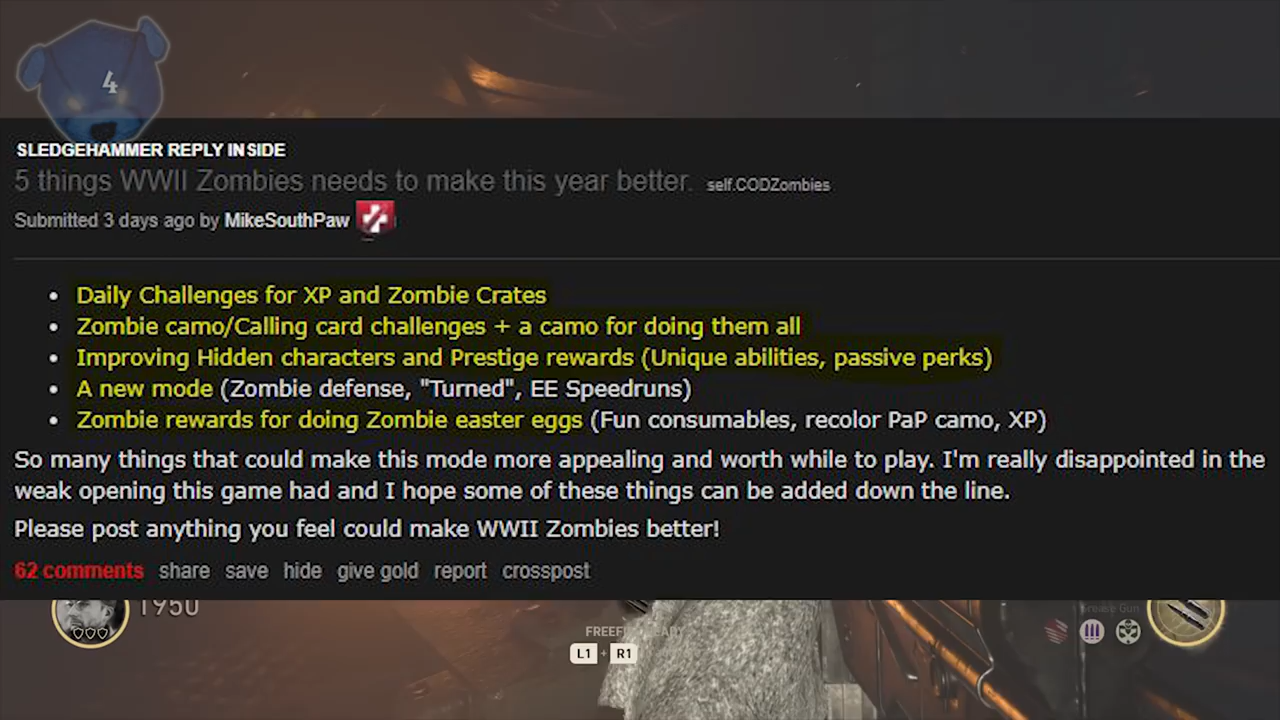 4
SLEDGEHAMMER REPLY INSIDE
5 things WWII Zombies needs to make this year better. self.CODZombies
Submitted 3 days ago by MikeSouthPaw
• Daily Challenges for XP and Zombie Crates
• Zombie camo/Calling card challenges + a camo for doing them all
• Improving Hidden characters and Prestige rewards (Unique abilities, passive perks)
• A new mode (Zombie defense, "Turned", EE Speedruns)
• Zombie rewards for doing Zombie easter eggs (Fun consumables, recolor PaP camo, XP)
So many things that could make this mode more appealing and worth while to play. I'm really disappointed in the
weak opening this game had and I hope some of these things can be added down the line.
Please post anything you feel could make WWII Zombies better!
62 comments share save hide give gold report crosspost
1950
Grease Gun
READY
L1 + R1